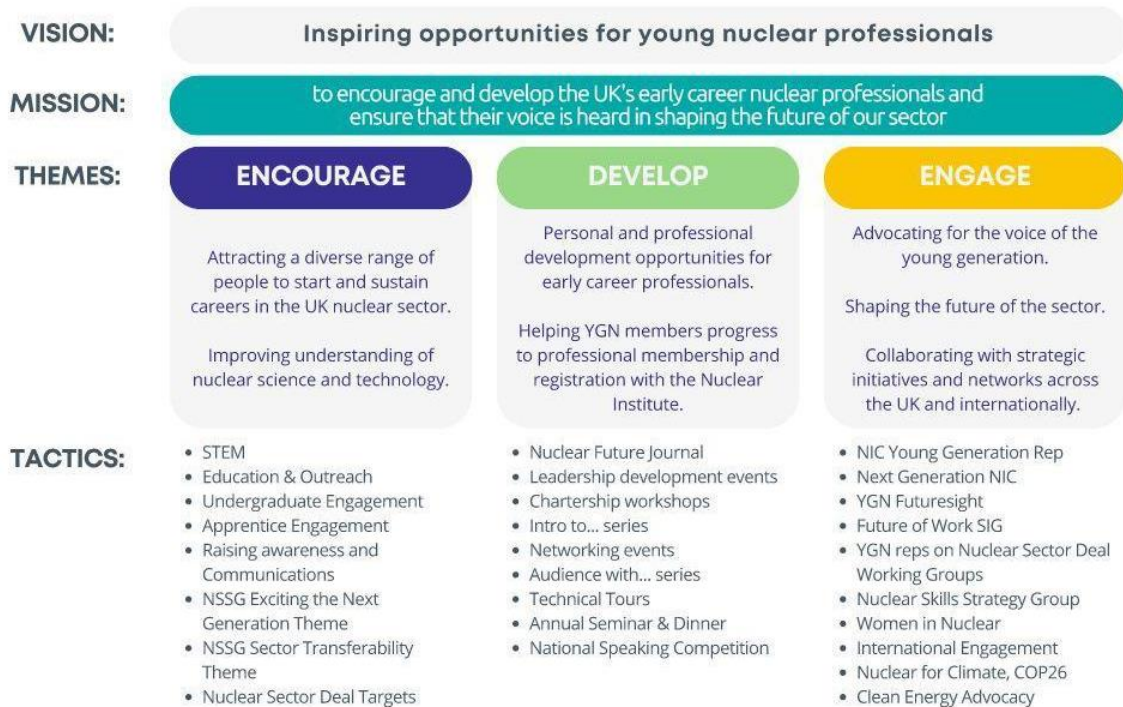 VISION:
Inspiring opportunities for young nuclear professionals
MISSION:
to encourage and develop the UK's early career nuclear professionals and
ensure that their voice is heard in shaping the future of our sector
THEMES:
ENCOURAGE
Attracting a diverse range of
people to start and sustain
careers in the UK nuclear sector.
Improving understanding of
nuclear science and technology.
DEVELOP
Personal and professional
development opportunities for
early career professionals.
Helping YGN members progress
to professional membership and
registration with the Nuclear
Institute.
ENGAGE
Advocating for the voice of the
young generation.
Shaping the future of the sector.
Collaborating with strategic
initiatives and networks across
the UK and internationally.
TACTICS:
• STEM
• Education & Outreach
• Undergraduate Engagement
• Apprentice Engagement
• Raising awareness and
Communications
• NSSG Exciting the Next
Generation Theme
• NSSG Sector Transferability
Theme
• Nuclear Sector Deal Targets
• Nuclear Future Journal
• Leadership development events
• Chartership workshops
• Intro to... series
• Networking events
• Audience with... series
• Technical Tours
• Annual Seminar & Dinner
• National Speaking Competition
• NIC Young Generation Rep
• Next Generation NIC
• YGN Futuresight
• Future of Work SIG
• YGN reps on Nuclear Sector Deal
Working Groups
• Nuclear Skills Strategy Group
• Women in Nuclear
• International Engagement
• Nuclear for Climate, COP26
• Clean Energy Advocacy